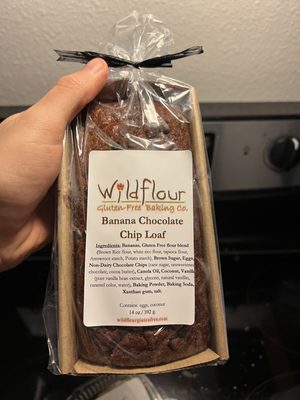 Wildflour
Gluten-Free Baking Co.
Banana Chocolate
Chip Loaf
Ingredients: Bananas, Gluten Free flour blend
(Brown Rice flour, white rice flour, tapioca flour,
Arrowroot starch, Potato starch), Brown Sugar, Eggs,
Non-Dairy Chocolate Chips (cane sugar, unsweetened
chocolate, cocoa butter), Canola Oil, Coconut, Vanilla
(pure vanilla bean extract, glycerin, natural vanilla,
caramel color, water), Baking Powder, Baking Soda,
Xanthan gum, salt.
Contains: eggs, coconut
14 oz / 392 g
wildflourglutenfree.com